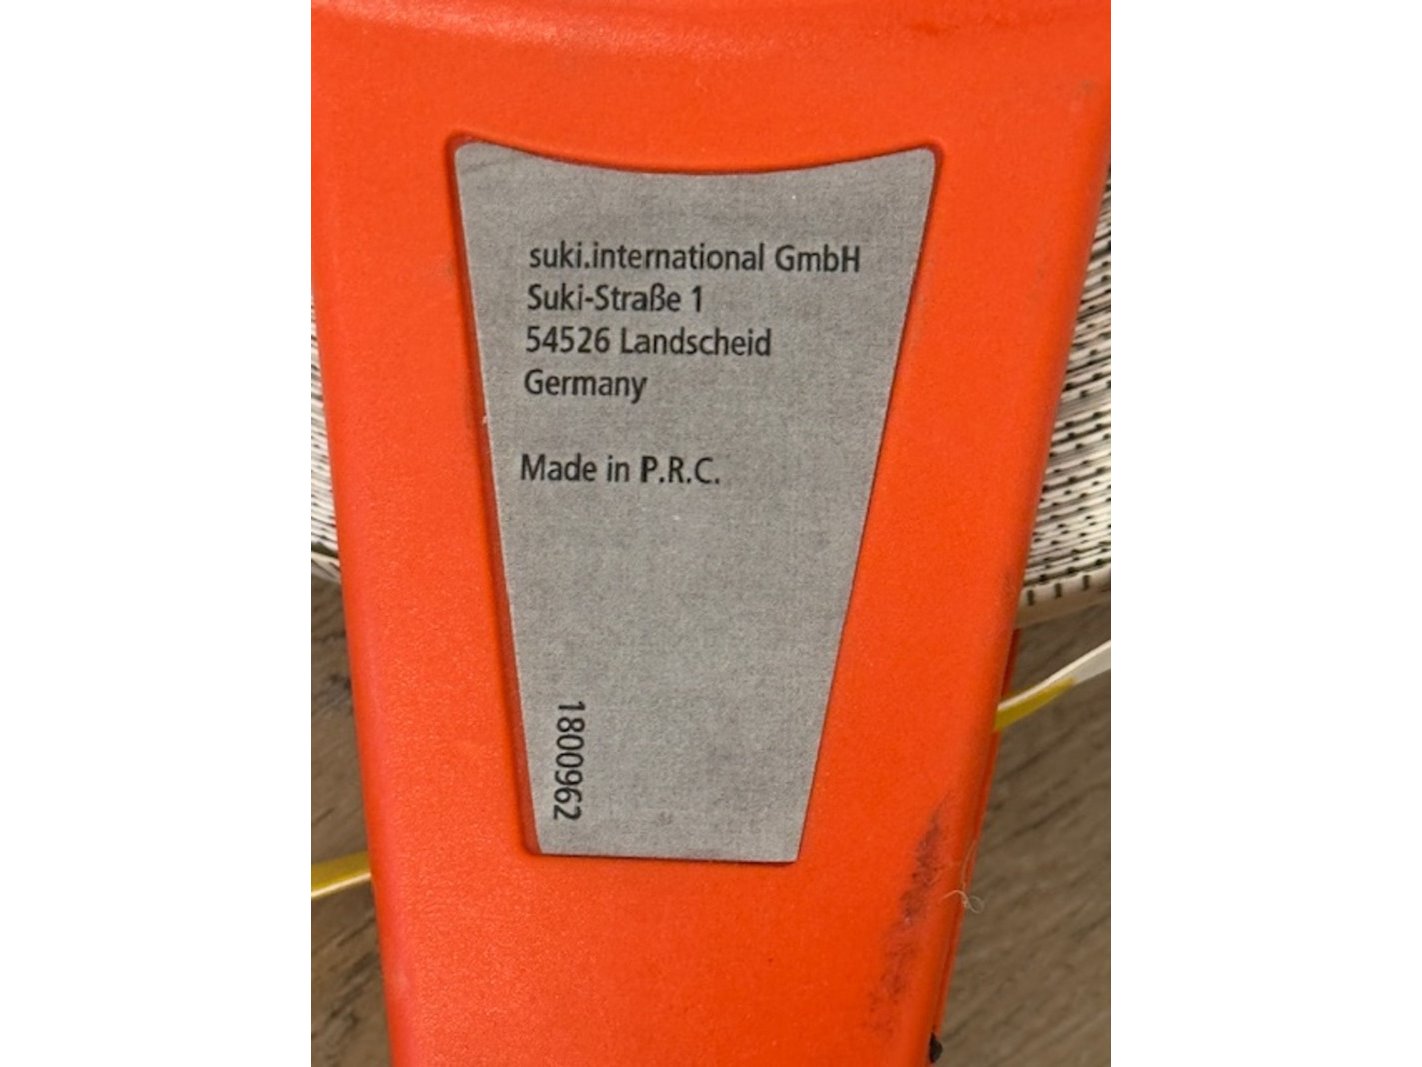 suki.international GmbH
Suki-Straße 1
54526 Landscheid
Germany
Made in P.R.C.
1800962